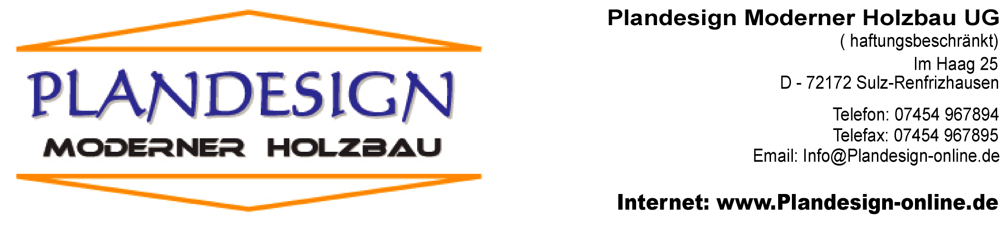 PLANDESIGN
MODERNER HOLZBAU
Plandesign Moderner Holzbau UG
( haftungsbeschränkt)
Im Haag 25
D - 72172 Sulz-Renfrizhausen
Telefon: 07454 967894
Telefax: 07454 967895
Email: Info@Plandesign-online.de
Internet: www.Plandesign-online.de